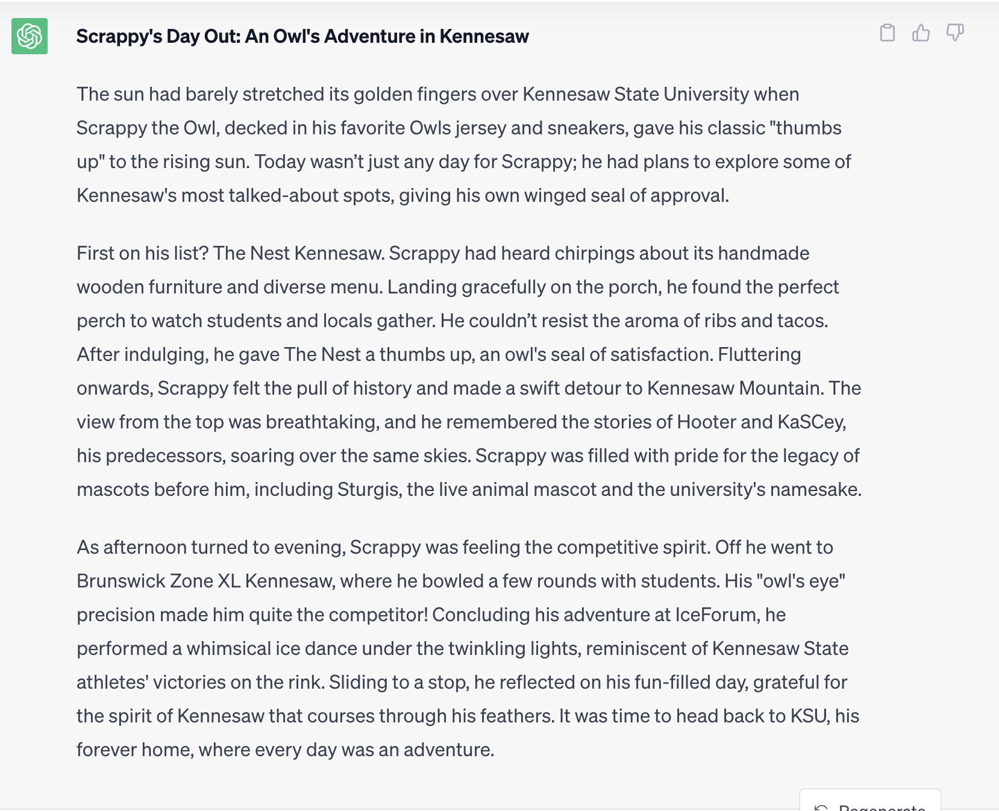 Scrappy's Day Out: An Owl's Adventure in Kennesaw
The sun had barely stretched its golden fingers over Kennesaw State University when
Scrappy the Owl, decked in his favorite Owls jersey and sneakers, gave his classic "thumbs
up" to the rising sun. Today wasn’t just any day for Scrappy; he had plans to explore some of
Kennesaw's most talked-about spots, giving his own winged seal of approval.
First on his list? The Nest Kennesaw. Scrappy had heard chirpings about its handmade
wooden furniture and diverse menu. Landing gracefully on the porch, he found the perfect
perch to watch students and locals gather. He couldn’t resist the aroma of ribs and tacos.
After indulging, he gave The Nest a thumbs up, an owl's seal of satisfaction. Fluttering
onwards, Scrappy felt the pull of history and made a swift detour to Kennesaw Mountain. The
view from the top was breathtaking, and he remembered the stories of Hooter and KaSCey,
his predecessors, soaring over the same skies. Scrappy was filled with pride for the legacy of
mascots before him, including Sturgis, the live animal mascot and the university's namesake.
As afternoon turned to evening, Scrappy was feeling the competitive spirit. Off he went to
Brunswick Zone XL Kennesaw, where he bowled a few rounds with students. His "owl's eye"
precision made him quite the competitor! Concluding his adventure at IceForum, he
performed a whimsical ice dance under the twinkling lights, reminiscent of Kennesaw State
athletes' victories on the rink. Sliding to a stop, he reflected on his fun-filled day, grateful for
the spirit of Kennesaw that courses through his feathers. It was time to head back to KSU, his
forever home, where every day was an adventure.
Regenerate